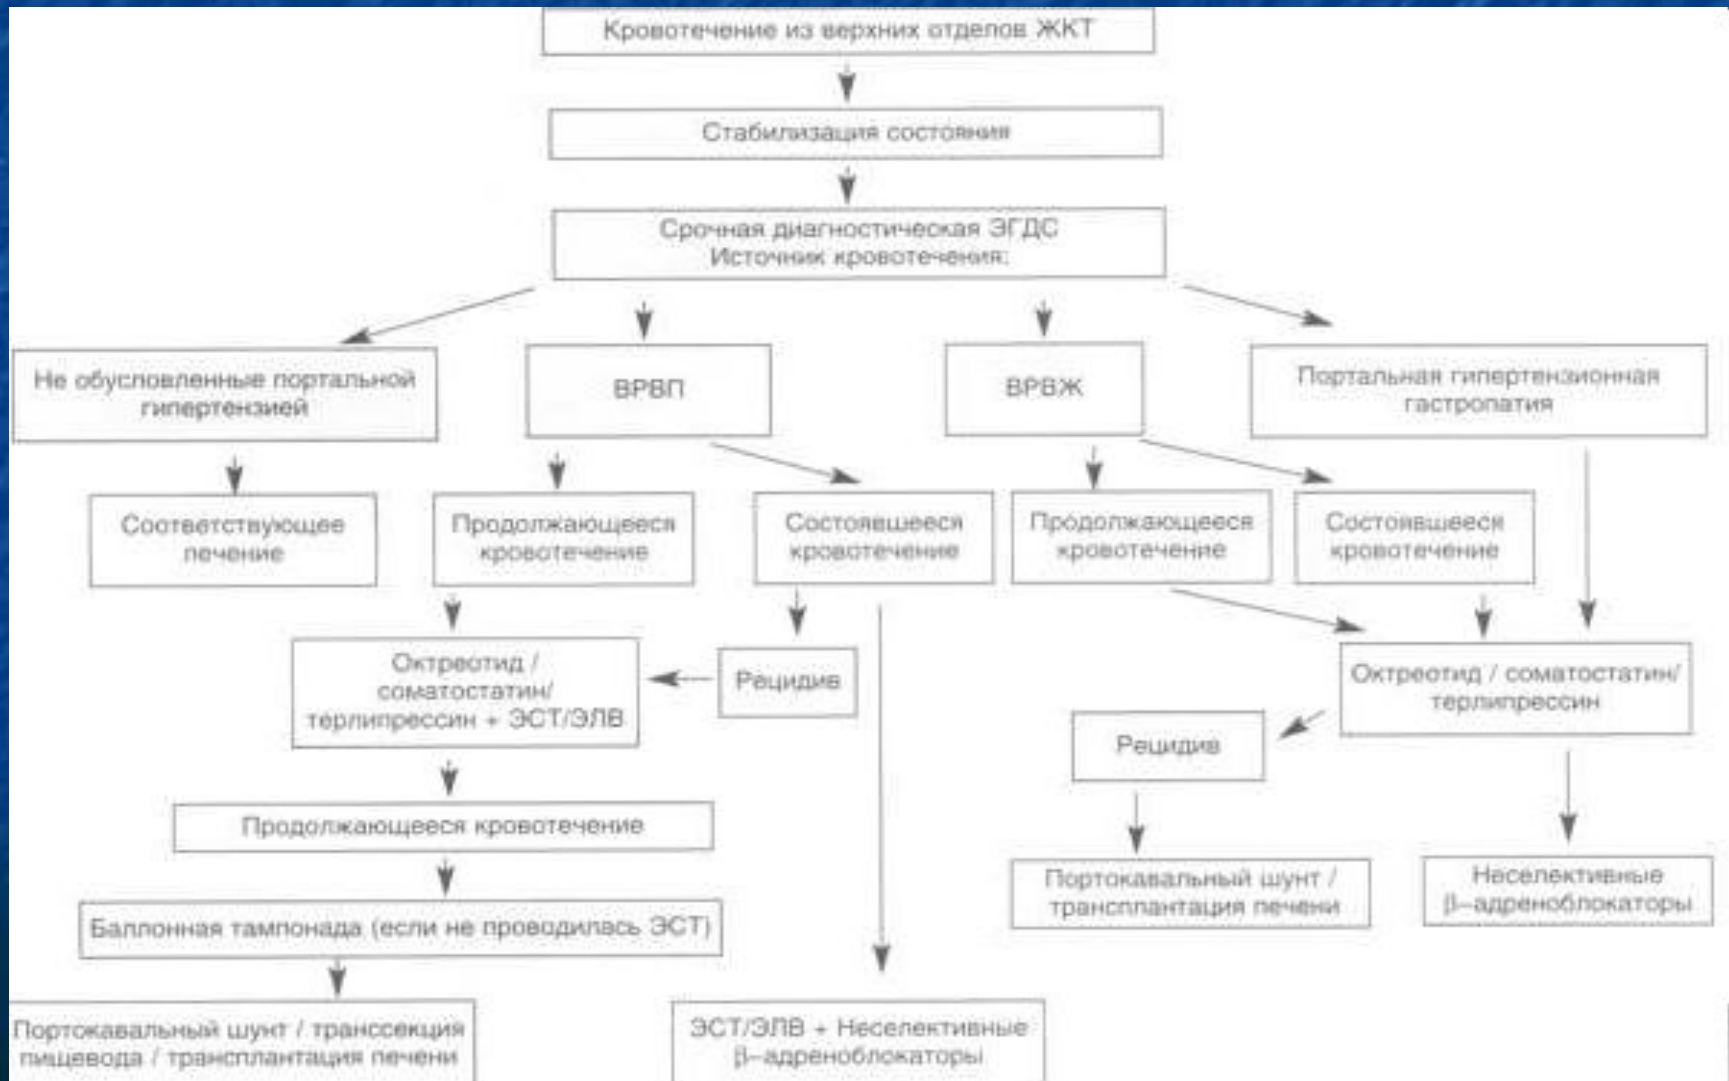 Кровотечение из верхних отделов ЖКТ
Стабилизация состояния
Срочная диагностическая ЭГДС
Источник кровотечения:
Не обусловленные портальной
гипертензией
ВРВП
ВРВЖ
Портальная гипертензионная
гастропатия
Соответствующее
лечение
Продолжающееся
кровотечение
Состоявшееся
кровотечение
Продолжающееся
кровотечение
Состоявшееся
кровотечение
Октреотид /
соматостатин/
терлипрессин + ЭСТ/ЭЛВ
Рецидив
Октреотид / соматостатин/
терлипрессин
Рецидив
Продолжающееся кровотечение
Портокавальный шунт /
трансплантация печени
Неселективные
β–адреноблокаторы
Баллонная тампонада (если не проводилась ЭСТ)
Портокавальный шунт / транссекция
пищевода / трансплантация печени
ЭСТ/ЭЛВ + Неселективные
β–адреноблокаторы